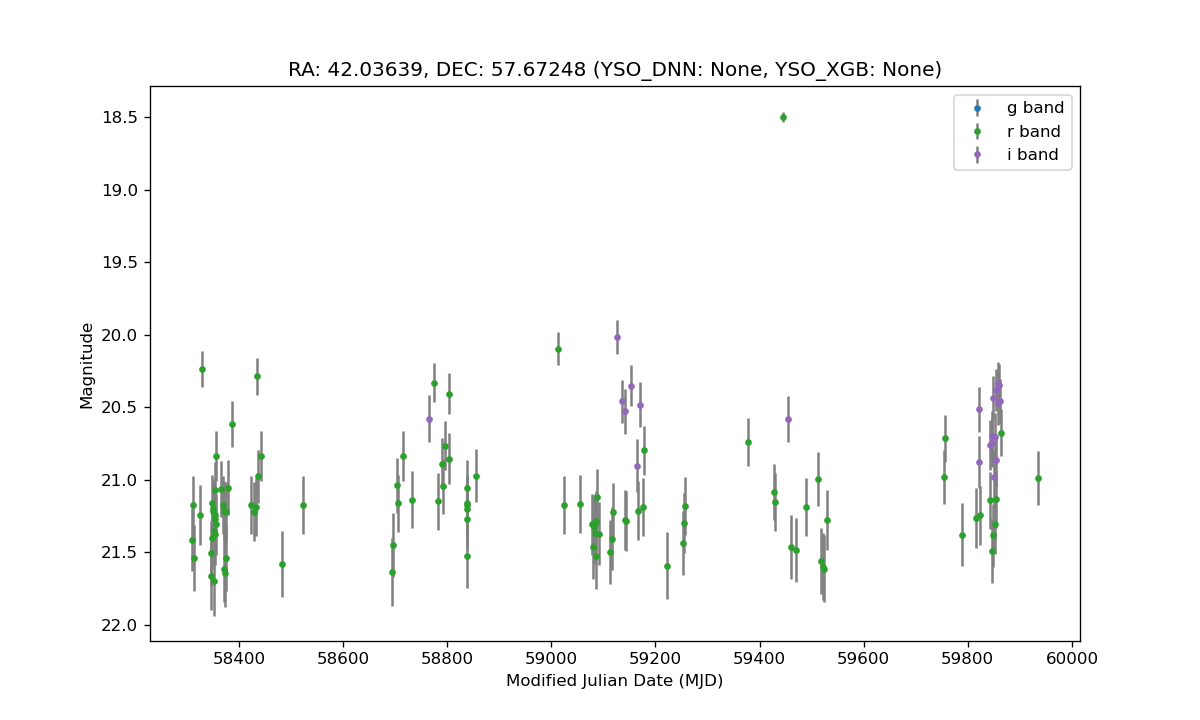 RA: 42.03639, DEC: 57.67248 (YSO_DNN: None, YSO_XGB: None)
g band
r band
i band
18.5
19.0
19.5
20.0
20.5
21.0
21.5
22.0
Magnitude
58400 58600 58800 59000 59200 59400 59600 59800 60000
Modified Julian Date (MJD)